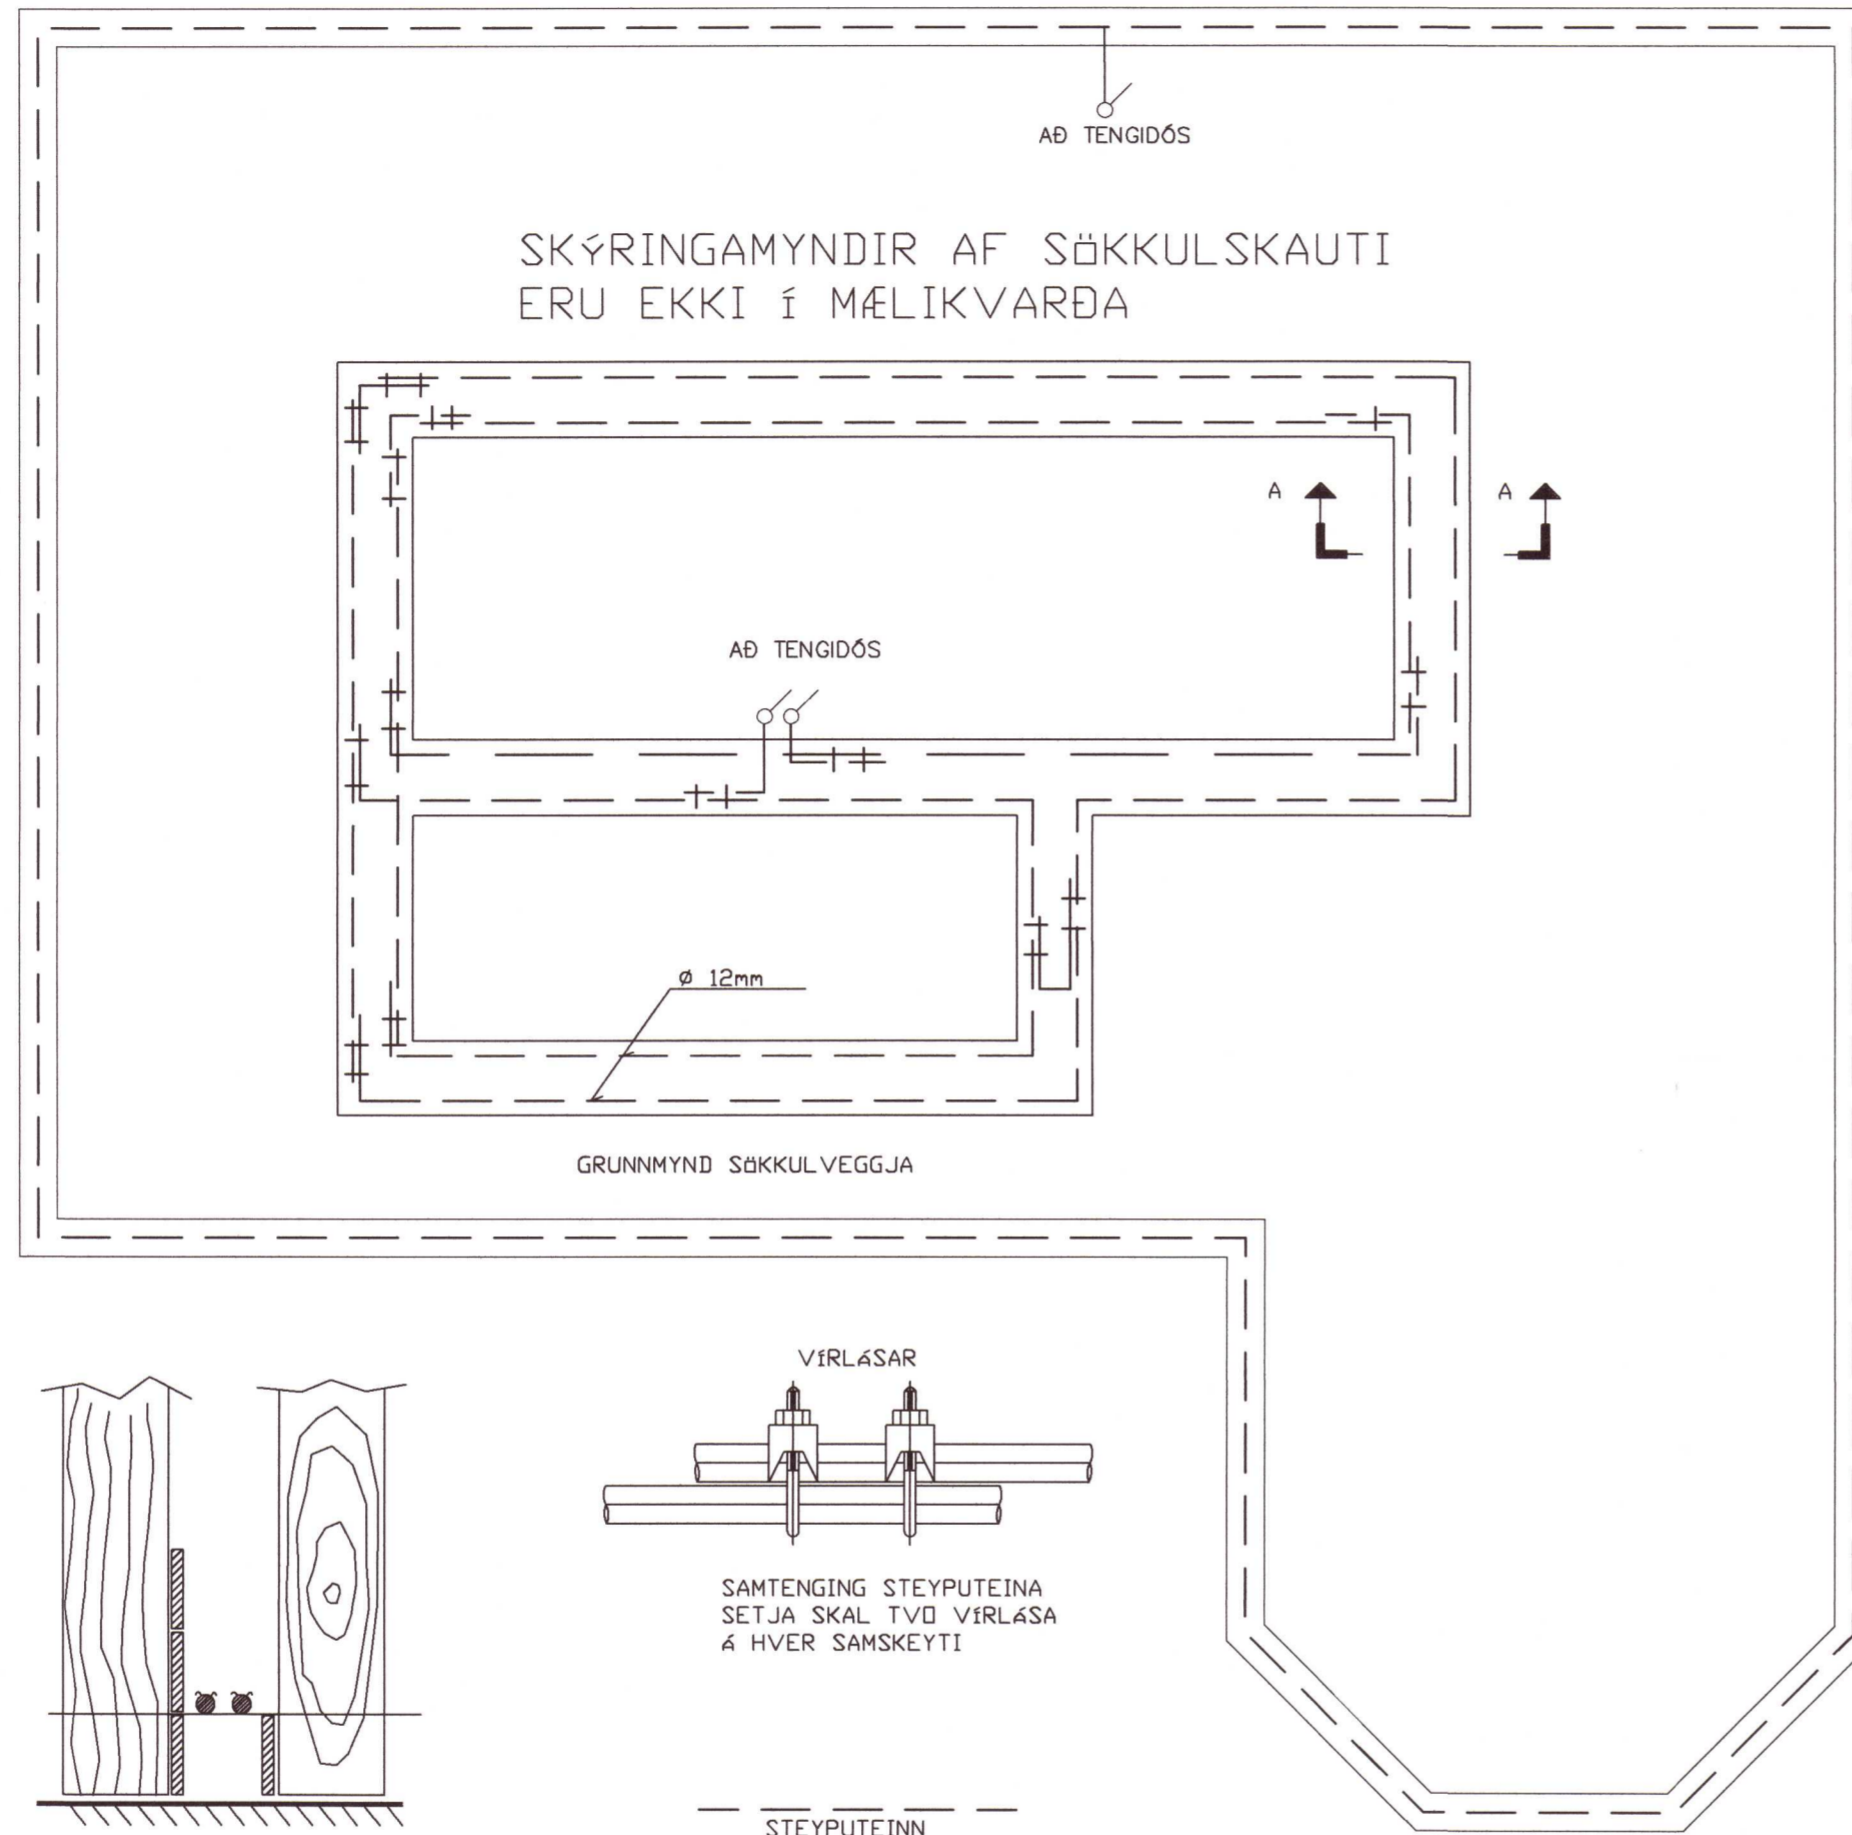 AÐ TENGIDÓS
SKÝRINGAMYNDIR AF SÖKKULSKAUTI
ERU EKKI Í MÆLIKVARÐA
A
A
AÐ TENGIDÓS
Ø 12mm
GRUNNMYND SÖKKULVEGGJA
VÍRLÁSAR
SAMTENGING STEYPUTEINA
SETJA SKAL TVO VÍRLÁSA
Á HVER SAMSKEYTI
STEYPUTEINN